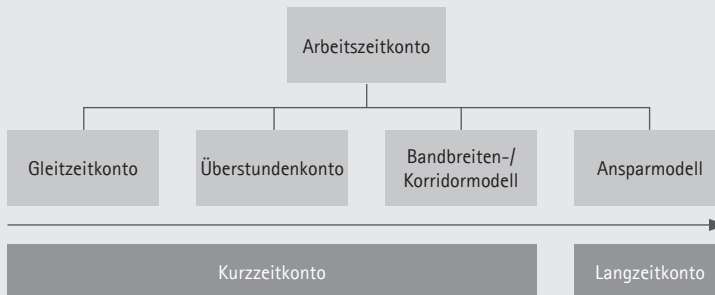 Arbeitszeitkonto
Gleitzeitkonto
Überstundenkonto
Bandbreiten-/
Korridormodell
Ansparmodell
Kurzzeitkonto
Langzeitkonto